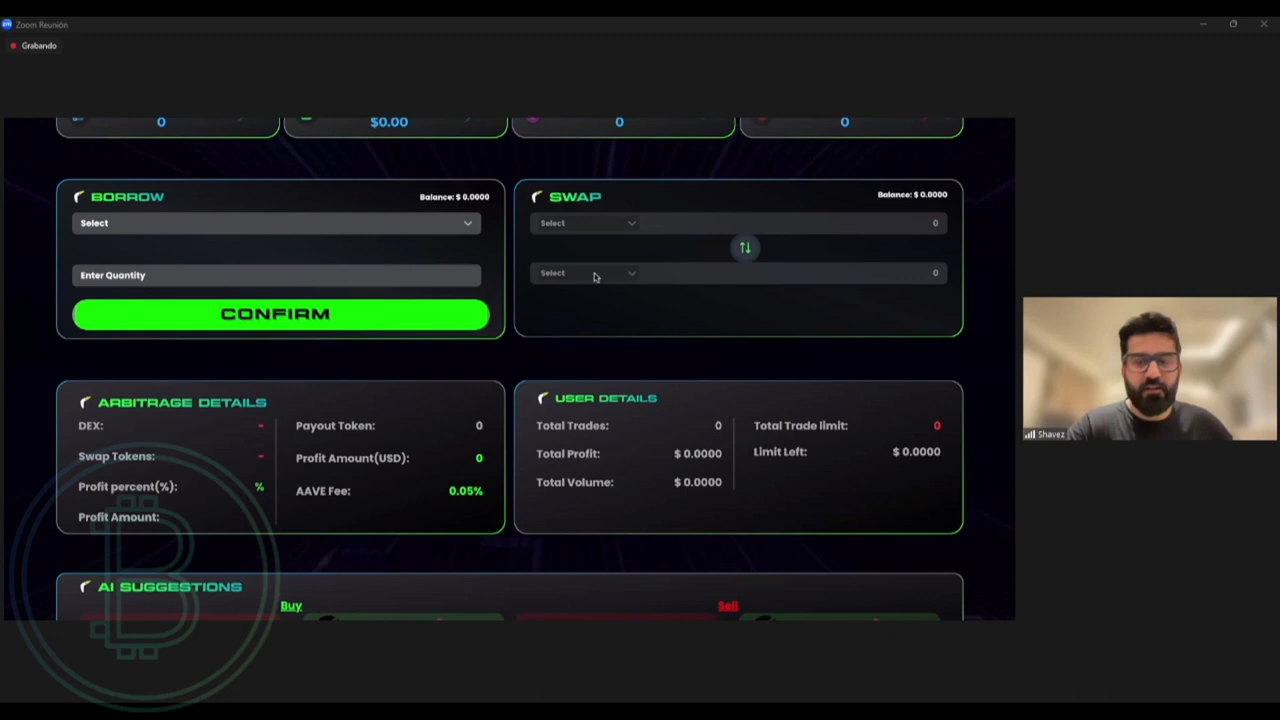 Zoom Reunión
Grabando
0
$0.00
0
0
BORROW
Balance: $ 0.0000
Select
Enter Quantity
CONFIRM
SWAP
Balance: $ 0.0000
Select
0
Select
0
ARBITRAGE DETAILS
DEX: -
Swap Tokens: -
Profit percent(%): %
Profit Amount:
Payout Token: 0
Profit Amount(USD): 0
AAVE Fee: 0.05%
USER DETAILS
Total Trades: 0
Total Profit: $ 0.0000
Total Volume: $ 0.0000
Total Trade limit: 0
Limit Left: $ 0.0000
Shavez
AI SUGGESTIONS
Buy
Sell